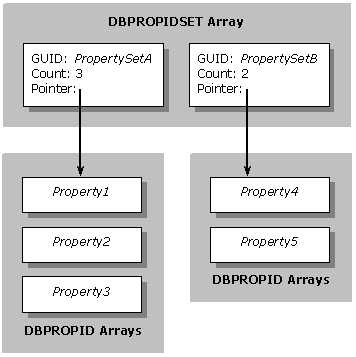 DBPROPIDSET Array
GUID: PropertySetA
Count: 3
Pointer:
GUID: PropertySetB
Count: 2
Pointer:
Property1
Property2
Property3
DBPROPID Arrays
Property4
Property5
DBPROPID Arrays